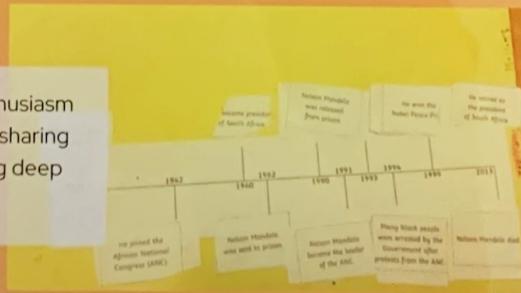 husiasm
sharing
g deep
became president
of South Africa
Nelson Mandela
was released
from prison
He won the
Nobel Peace Pri
He retired as
the president
of South Africa
1942
1960
1962
1990
1991
1993
1994
1999
2013
He joined the
African National
Congress (ANC)
Nelson Mandela
was sent to prison
Nelson Mandela
became the leader
of the ANC
Many black people
were arrested by the
Government after
protests from the ANC
Nelson Mandela died